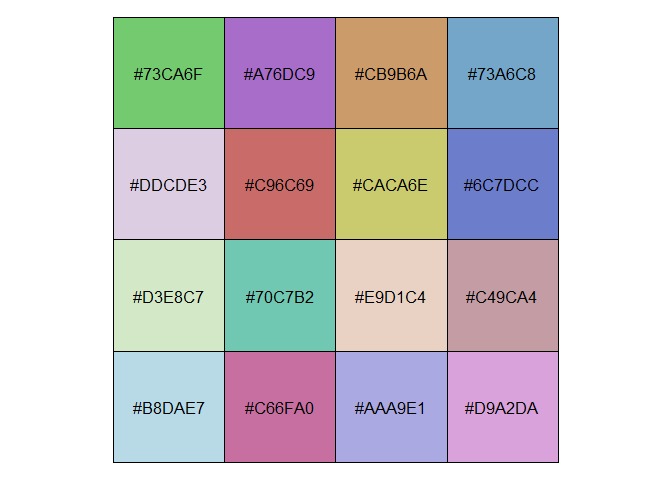 #73CA6F #A76DC9 #CB9B6A #73A6C8
#DDCDE3 #C96C69 #CACA6E #6C7DCC
#D3E8C7 #70C7B2 #E9D1C4 #C49CA4
#B8DAE7 #C66FA0 #AAA9E1 #D9A2DA